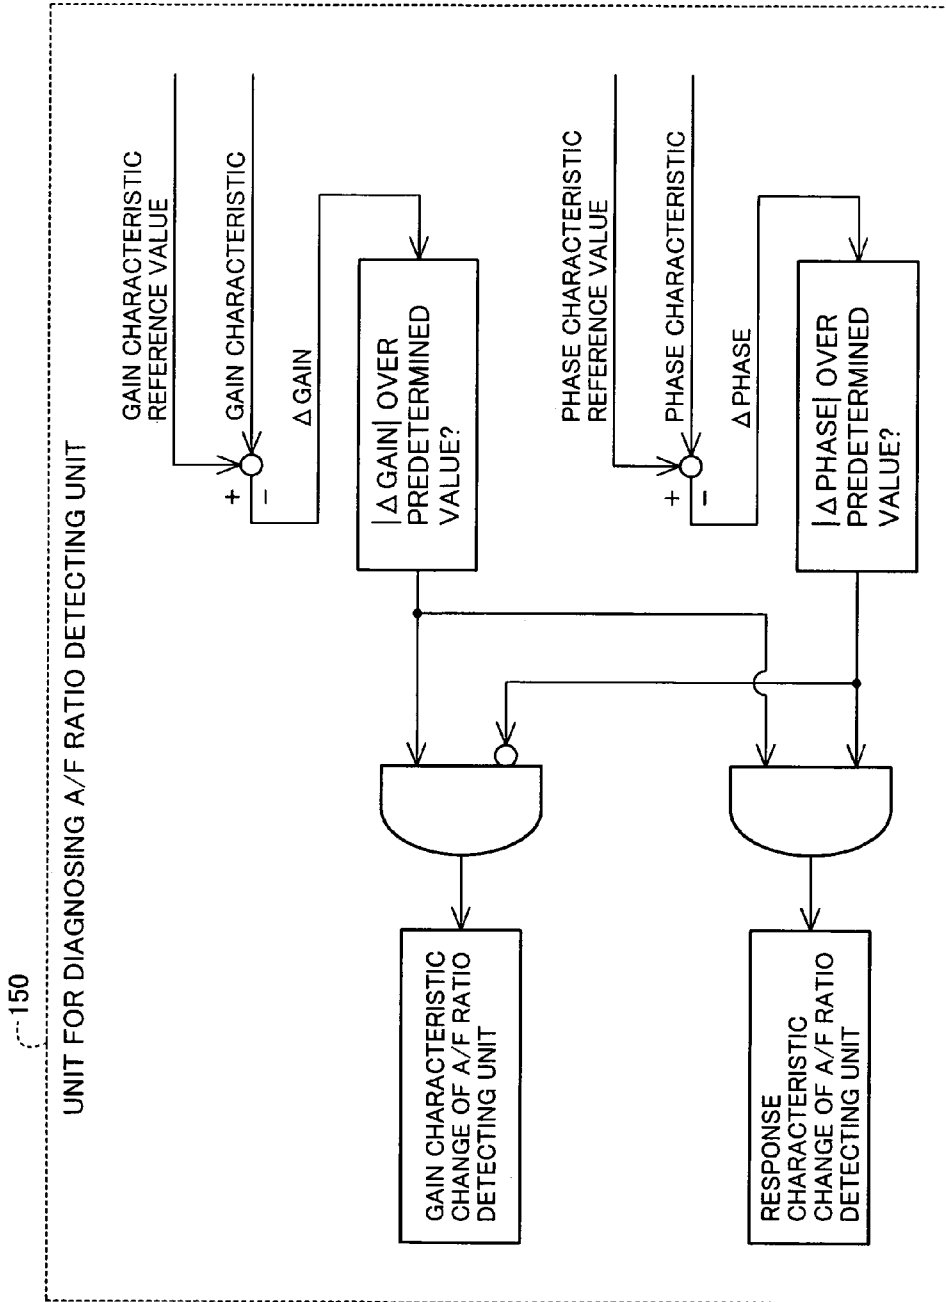 150
UNIT FOR DIAGNOSING A/F RATIO DETECTING UNIT
GAIN CHARACTERISTIC
REFERENCE VALUE
GAIN CHARACTERISTIC
+
−
Δ GAIN
|Δ GAIN| OVER
PREDETERMINED
VALUE?
GAIN CHARACTERISTIC
CHANGE OF A/F RATIO
DETECTING UNIT
PHASE CHARACTERISTIC
REFERENCE VALUE
PHASE CHARACTERISTIC
+
−
Δ PHASE
|Δ PHASE| OVER
PREDETERMINED
VALUE?
RESPONSE
CHARACTERISTIC
CHANGE OF A/F RATIO
DETECTING UNIT